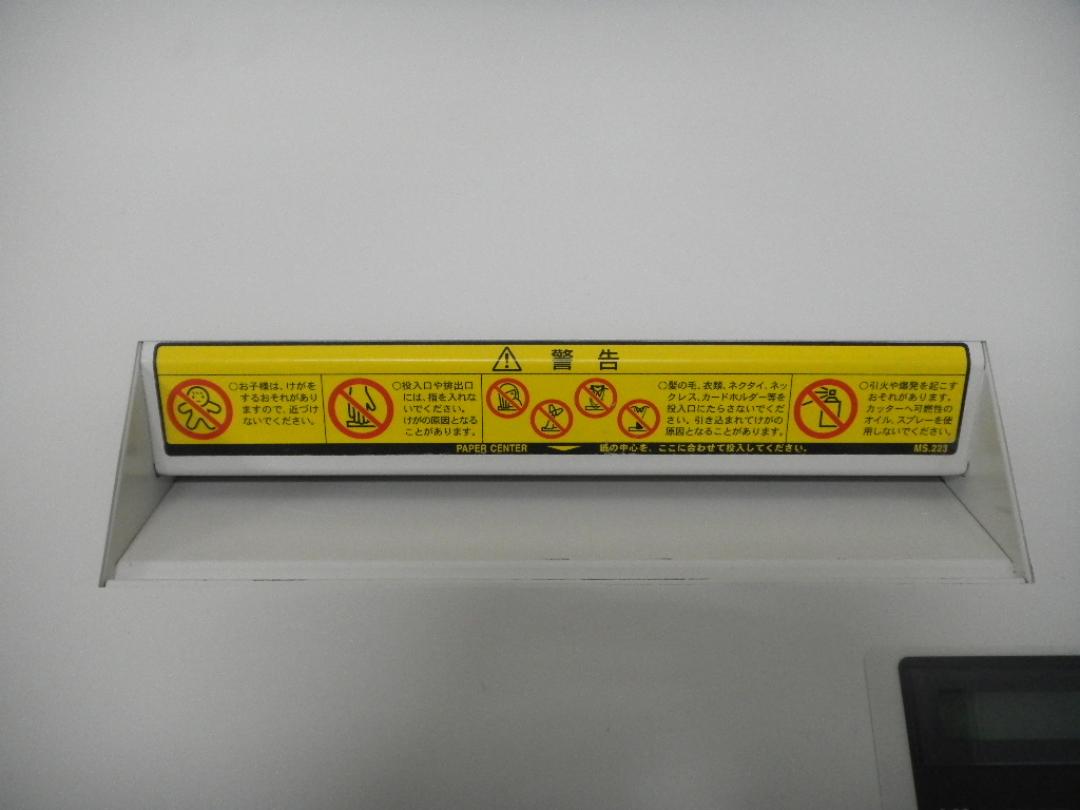 警告
○お子様は、けがを
するおそれがあり
ますので、近づけ
ないでください。
○投入口や排出口
には、指を入れな
いでください。
けがの原因となる
ことがあります。
○髪の毛、衣類、ネクタイ、ネッ
クレス、カードホルダー等を
投入口にたらさないでくだ
さい。引き込まれてけがの
原因となることがあります。
○引火や爆発を起こす
おそれがあります。
カッターへ可燃性の
オイル、スプレーを使
用しないでください。
PAPER CENTER 紙の中心を、ここに合わせて投入してください。 MS.223